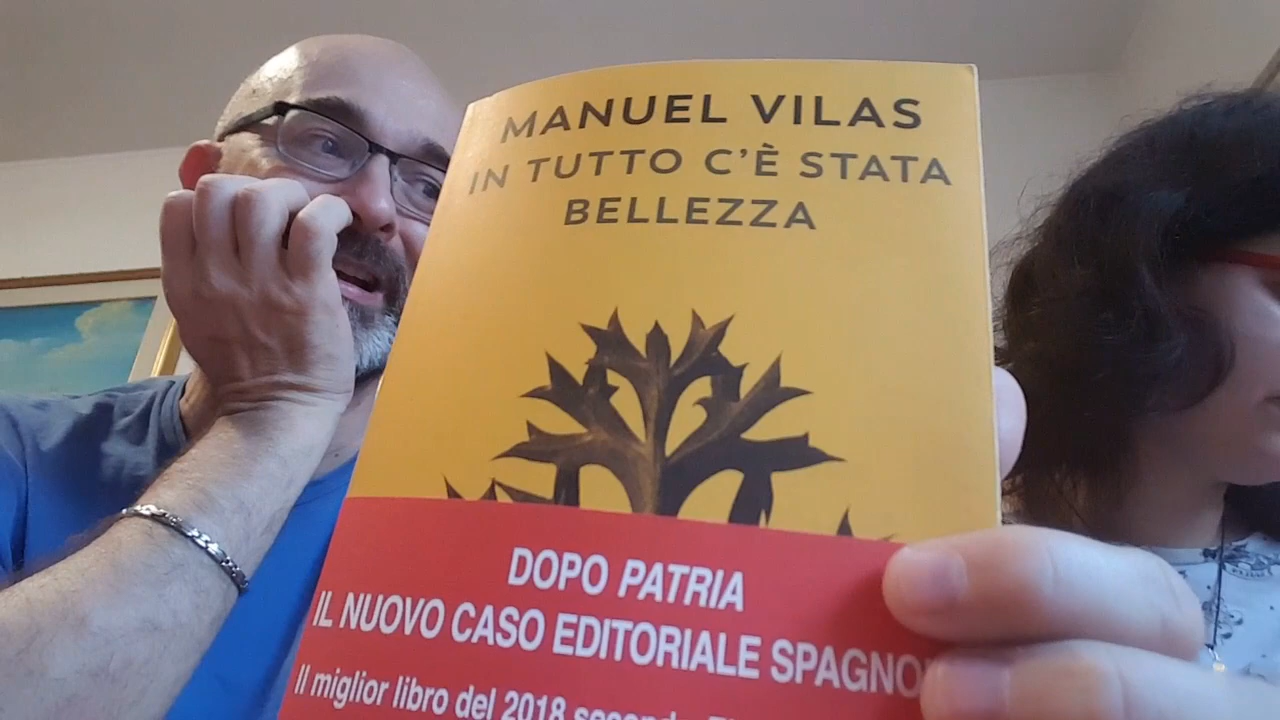 MANUEL VILAS
IN TUTTO C'È STATA
BELLEZZA
DOPO PATRIA
IL NUOVO CASO EDITORIALE SPAGNO
Il miglior libro del 2018